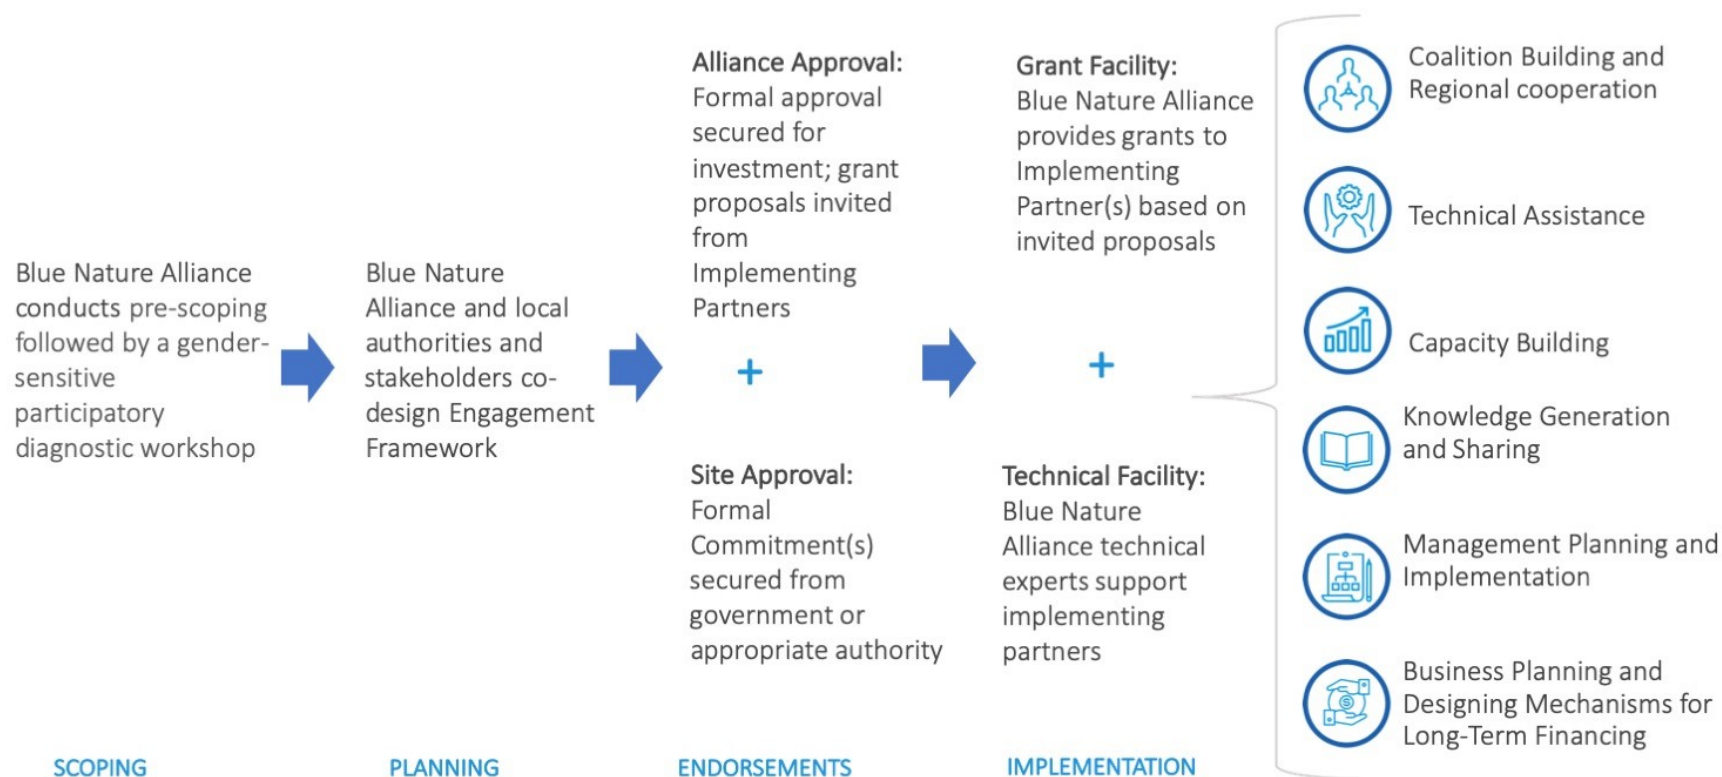 Blue Nature Alliance
conducts pre-scoping
followed by a gender-
sensitive
participatory
diagnostic workshop
SCOPING
Blue Nature
Alliance and local
authorities and
stakeholders co-
design Engagement
Framework
PLANNING
Alliance Approval:
Formal approval
secured for
investment; grant
proposals invited
from
Implementing
Partners
+
Site Approval:
Formal
Commitment(s)
secured from
government or
appropriate authority
ENDORSEMENTS
Grant Facility:
Blue Nature Alliance
provides grants to
Implementing
Partner(s) based on
invited proposals
+
Technical Facility:
Blue Nature
Alliance technical
experts support
implementing
partners
IMPLEMENTATION
Coalition Building and
Regional cooperation
Technical Assistance
Capacity Building
Knowledge Generation
and Sharing
Management Planning and
Implementation
$
Business Planning and
Designing Mechanisms for
Long-Term Financing